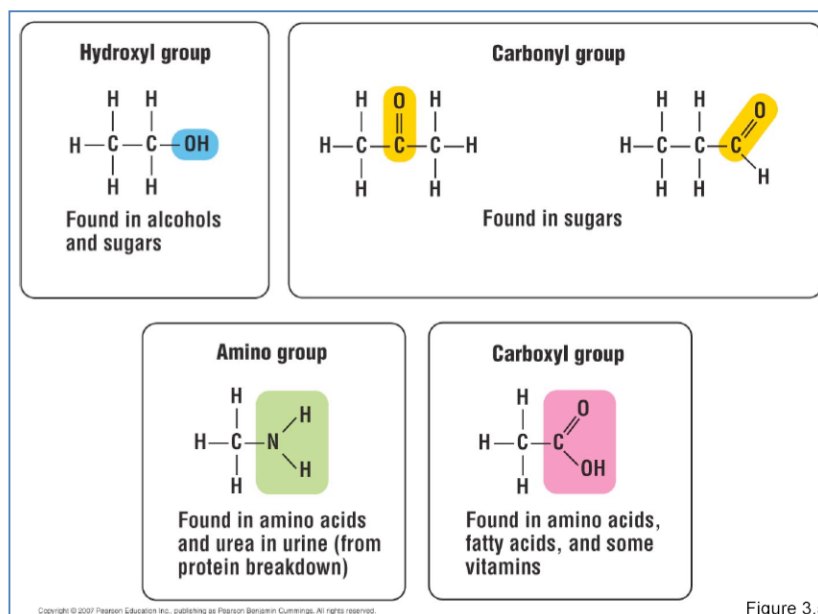 Hydroxyl group
H H
H—C—C—OH
H H
Found in alcohols
and sugars
Carbonyl group
H O H
H—C—C—C—H
H H
H H O
H—C—C—C
H H H
Found in sugars
Amino group
H H
H—C—N
H H
Found in amino acids
and urea in urine (from
protein breakdown)
Carboxyl group
H O
H—C—C
H OH
Found in amino acids,
fatty acids, and some
vitamins
Copyright © 2007 Pearson Education Inc., publishing as Pearson Benjamin Cummings. All rights reserved.
Figure 3.